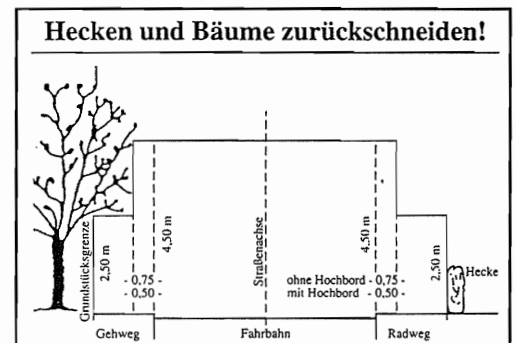 Hecken und Bäume zurückschneiden!
Grundstücksgrenze
2,50 m
4,50 m
Straßenachse
4,50 m
2,50 m
Hecke
- 0,75 -
ohne Hochbord - 0,75 -
- 0,50 -
mit Hochbord - 0,50 -
Gehweg
Fahrbahn
Radweg